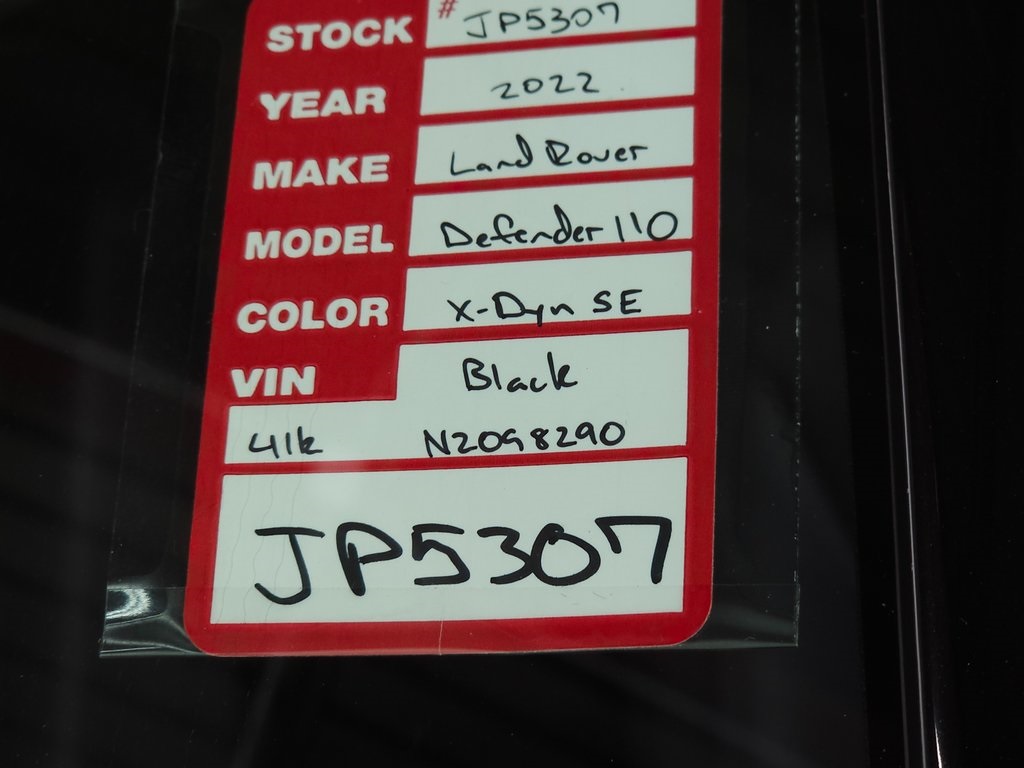 STOCK # JP5307
YEAR 2022
MAKE Land Rover
MODEL Defender 110
COLOR X-Dyn SE
VIN Black
41k N2098290
JP5307